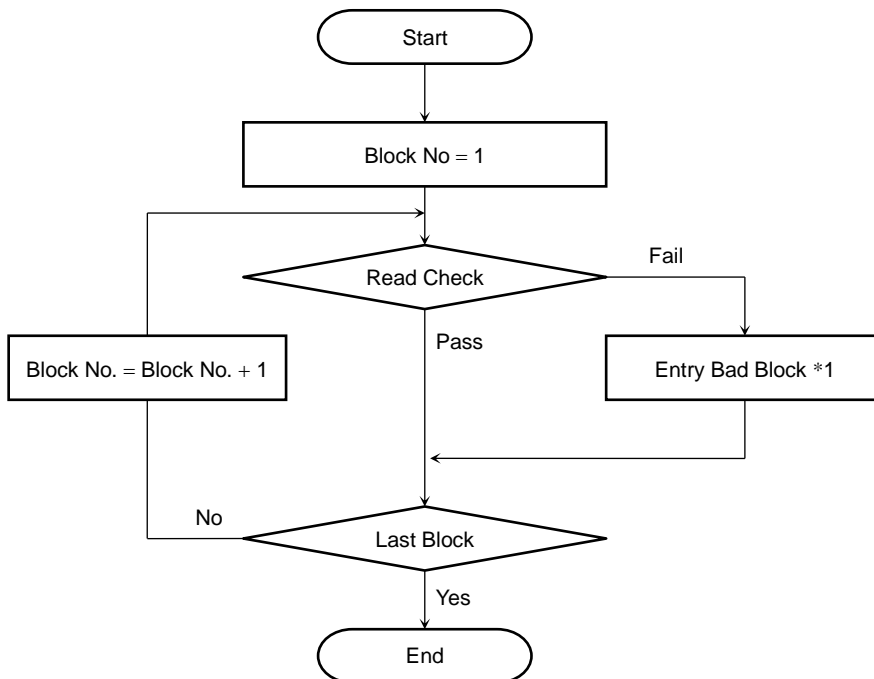 Start
Block No = 1
Read Check
Fail
Pass
Block No. = Block No. + 1
Entry Bad Block *1
No
Last Block
Yes
End